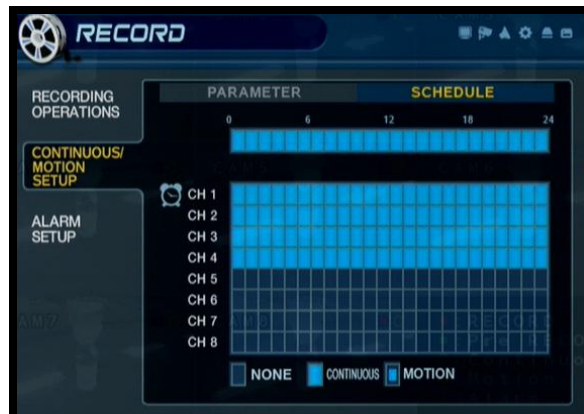 RECORD
PARAMETER
SCHEDULE
0 6 12 18 24
RECORDING
OPERATIONS
CONTINUOUS/
MOTION
SETUP
ALARM
SETUP
CH 1
CH 2
CH 3
CH 4
CH 5
CH 6
CH 7
CH 8
NONE
CONTINUOUS
MOTION